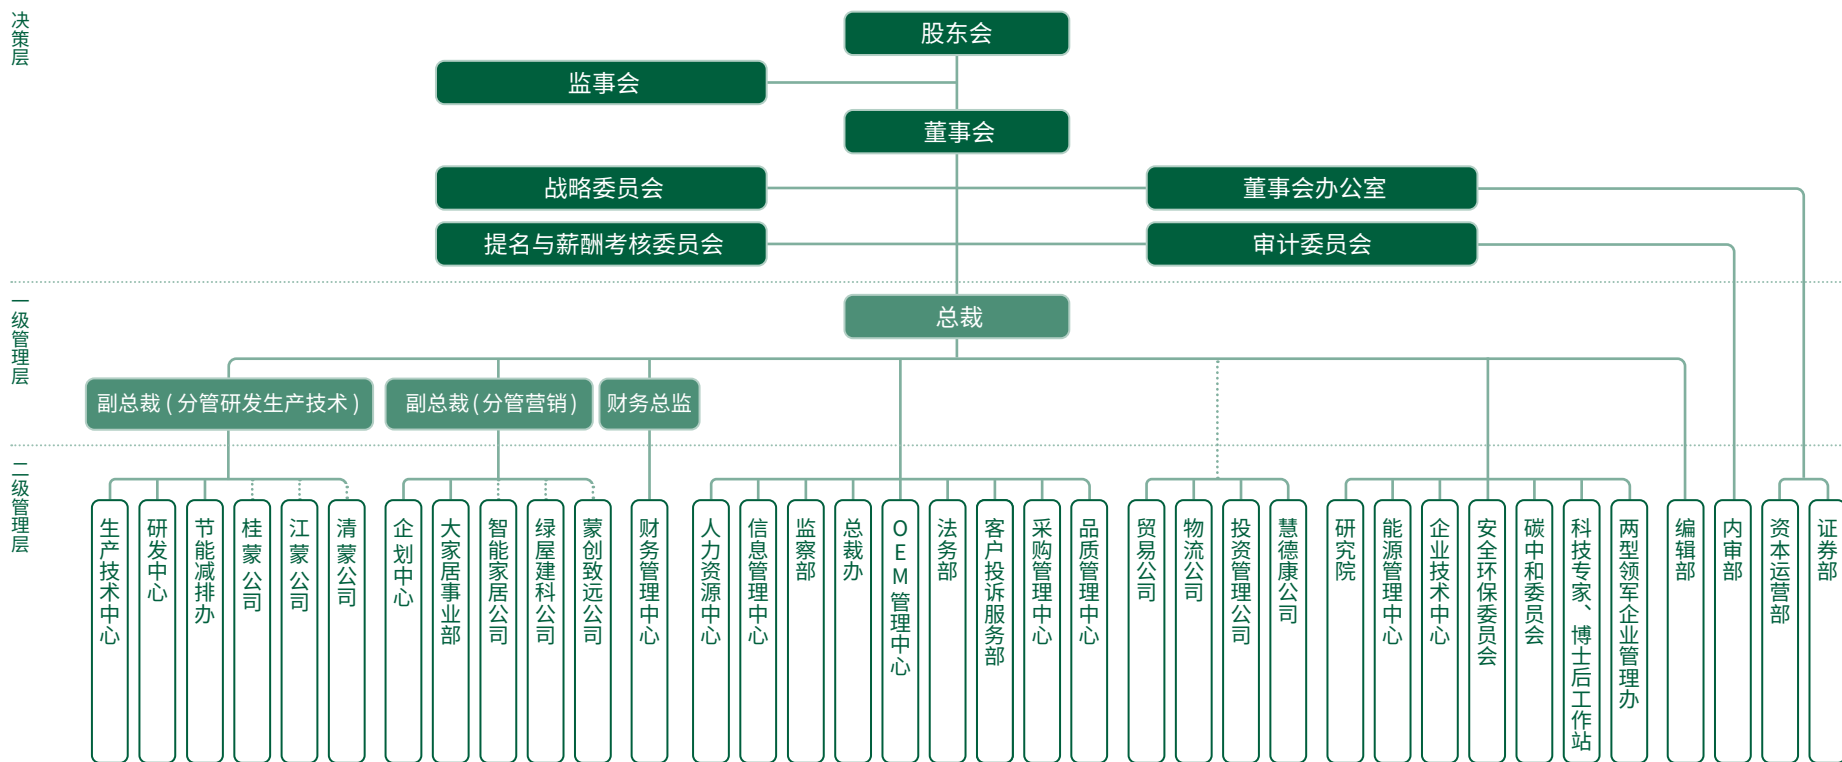 决策层
股东会
监事会
董事会
战略委员会
董事会办公室
提名与薪酬考核委员会
审计委员会
一级管理层
总裁
副总裁(分管研发生产技术)
副总裁(分管营销)
财务总监
二级管理层
生产技术中心
研发中心
节能减排办
桂蒙公司
江蒙公司
清蒙公司
企划中心
大家居事业部
智能家居公司
绿屋建科公司
蒙创致远公司
财务管理中心
人力资源中心
信息管理中心
监察部
总裁办
OEM管理中心
法务部
客户投诉服务部
采购管理中心
品质管理中心
贸易公司
物流公司
投资管理公司
慧德康公司
研究院
能源管理中心
企业技术中心
安全环保委员会
碳中和委员会
科技专家、博士后工作站
两型领军企业管理办
编辑部
内审部
资本运营部
证券部